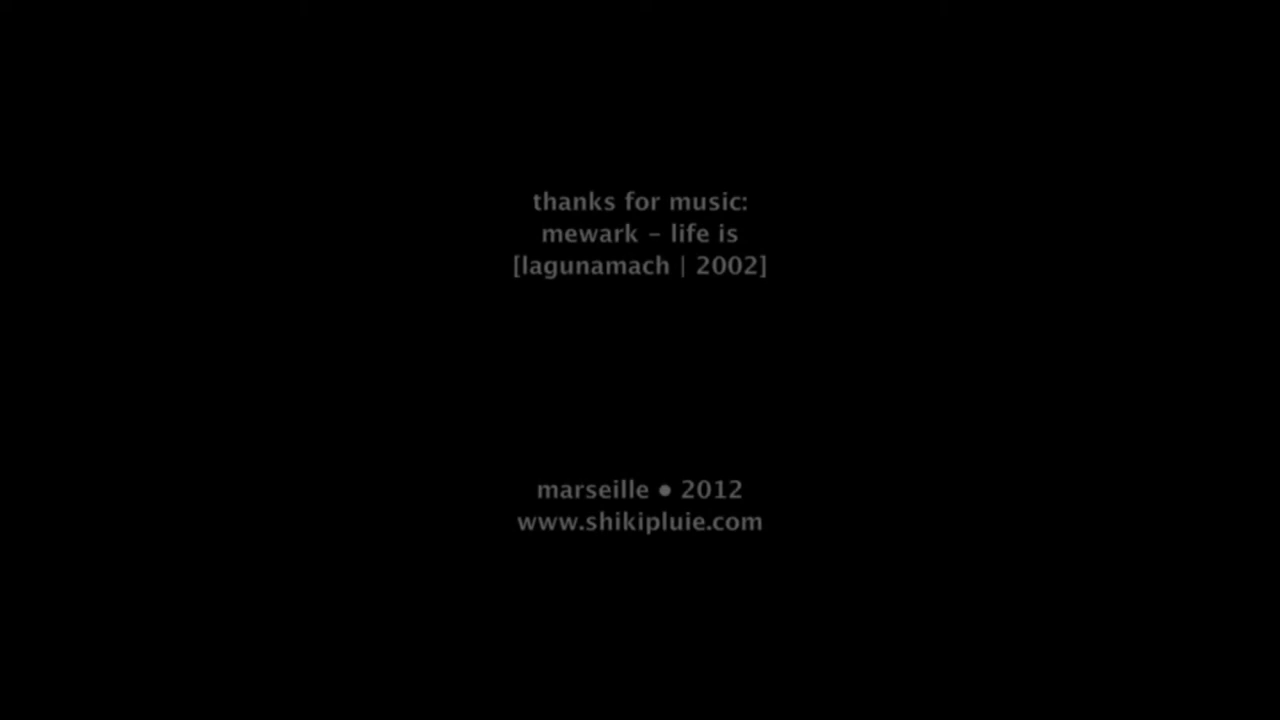 thanks for music:
mewark – life is
[lagunamach | 2002]
marseille ● 2012
www.shikipluie.com